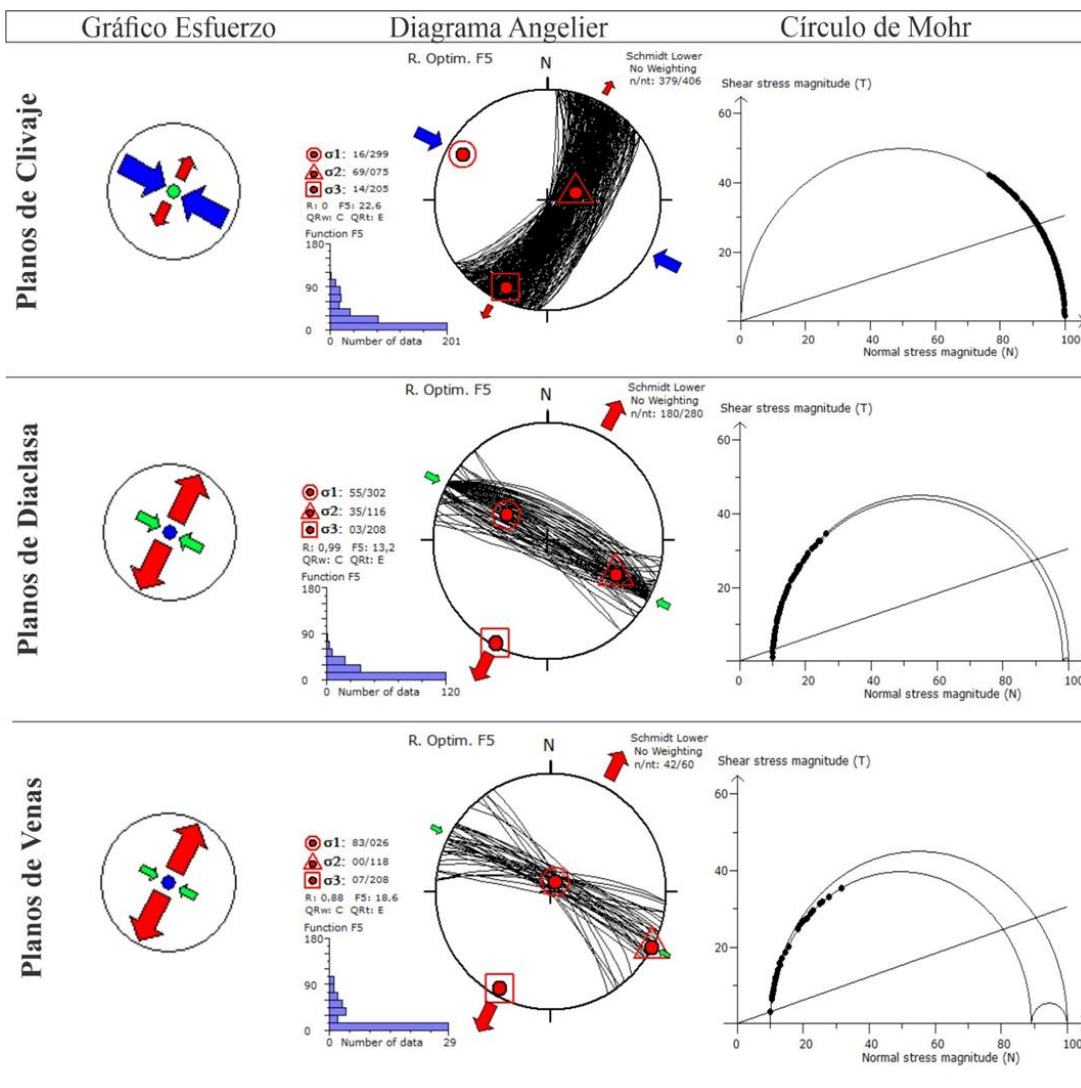 Gráfico Esfuerzo
Diagrama Angelier
Círculo de Mohr
Planos de Clivaje
R. Optim. F5
N
Schmidt Lower
No Weighting
n/nt: 379/406
σ1: 16/299
σ2: 69/075
σ3: 14/205
R: 0 F5: 22,6
QRw: C QRt: E
Function F5
180
90
0
0 Number of data 201
Shear stress magnitude (T)
60
40
20
0 20 40 60 80 100
Normal stress magnitude (N)
Planos de Diaclasa
R. Optim. F5
N
Schmidt Lower
No Weighting
n/nt: 180/280
σ1: 55/302
σ2: 35/116
σ3: 03/208
R: 0,99 F5: 13,2
QRw: C QRt: E
Function F5
180
90
0
0 Number of data 120
Shear stress magnitude (T)
60
40
20
0 20 40 60 80 100
Normal stress magnitude (N)
Planos de Venas
R. Optim. F5
N
Schmidt Lower
No Weighting
n/nt: 42/60
σ1: 83/026
σ2: 00/118
σ3: 07/208
R: 0,88 F5: 18,6
QRw: C QRt: E
Function F5
180
90
0
0 Number of data 29
Shear stress magnitude (T)
60
40
20
0 20 40 60 80 100
Normal stress magnitude (N)